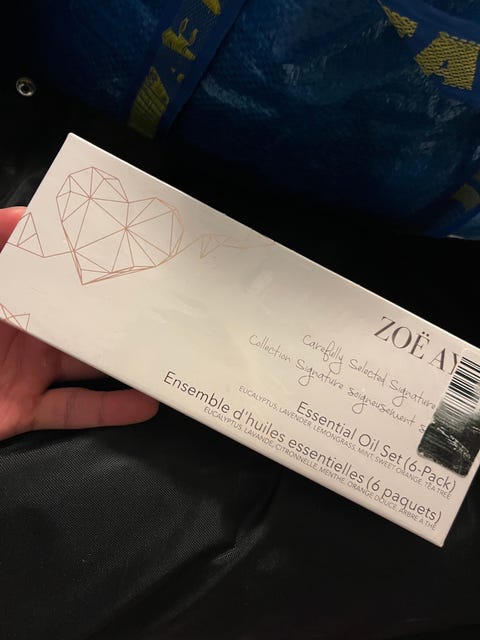 ZOË AY
Carefully Selected Signature
Collection Signature soigneusement
Essential Oil Set (6-Pack)
EUCALYPTUS, LAVENDER, LEMONGRASS, MINT, SWEET ORANGE, TEA TREE
Ensemble d'huiles essentielles (6 paquets)
EUCALYPTUS, LAVANDE, CITRONNELLE, MENTHE, ORANGE DOUCE, ARBRE À THÉ